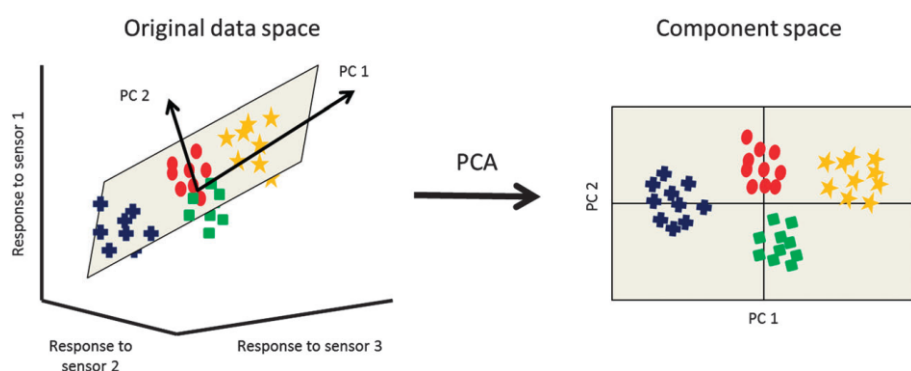 Original data space
Component space
PC 1
PC 2
Response to sensor 1
PCA
PC 2
PC 1
Response to
sensor 2
Response to sensor 3